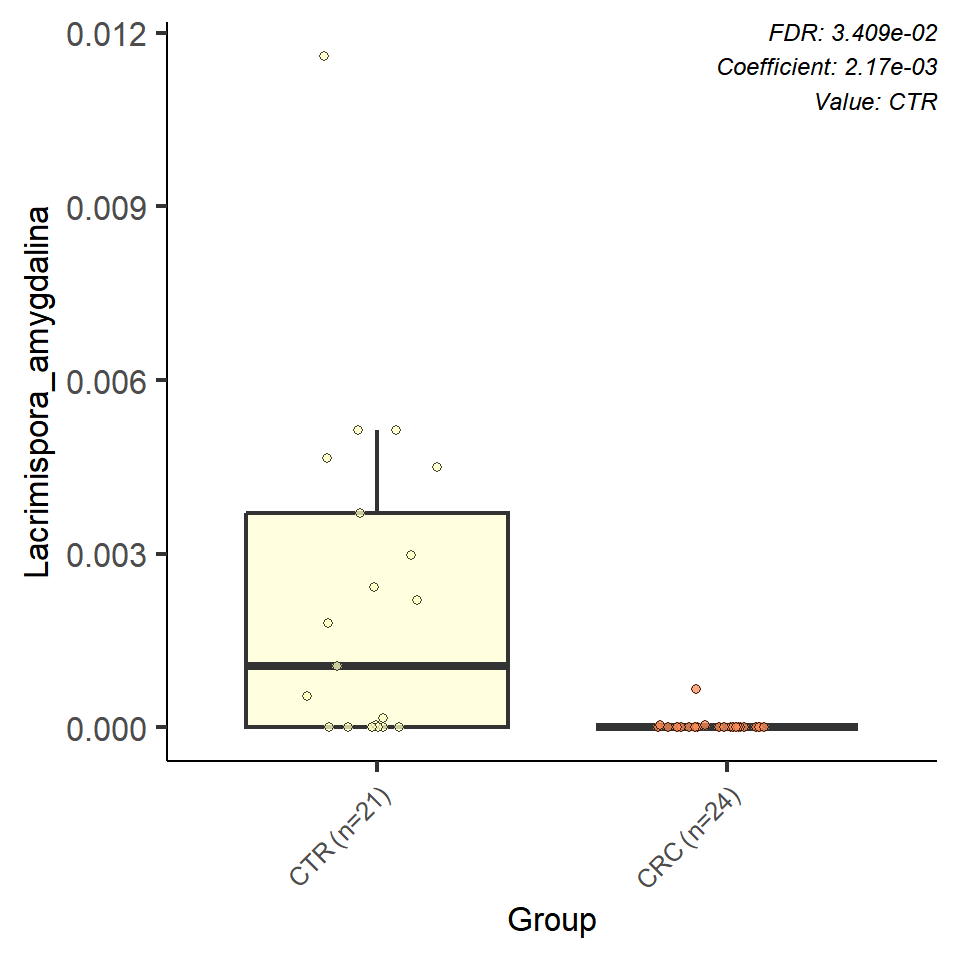 FDR: 3.409e-02
Coefficient: 2.17e-03
Value: CTR
Lacrimispora_amygdalina
0.012
0.009
0.006
0.003
0.000
CTR (n=21)
CRC (n=24)
Group